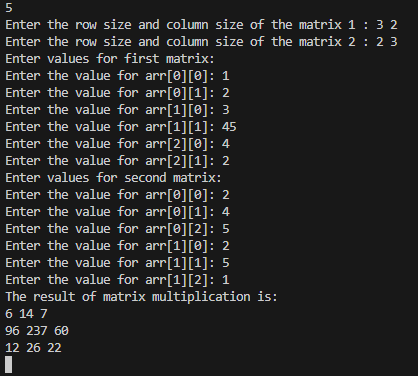 5
Enter the row size and column size of the matrix 1 : 3 2
Enter the row size and column size of the matrix 2 : 2 3
Enter values for first matrix:
Enter the value for arr[0][0]: 1
Enter the value for arr[0][1]: 2
Enter the value for arr[1][0]: 3
Enter the value for arr[1][1]: 45
Enter the value for arr[2][0]: 4
Enter the value for arr[2][1]: 2
Enter values for second matrix:
Enter the value for arr[0][0]: 2
Enter the value for arr[0][1]: 4
Enter the value for arr[0][2]: 5
Enter the value for arr[1][0]: 2
Enter the value for arr[1][1]: 5
Enter the value for arr[1][2]: 1
The result of matrix multiplication is:
6 14 7
96 237 60
12 26 22